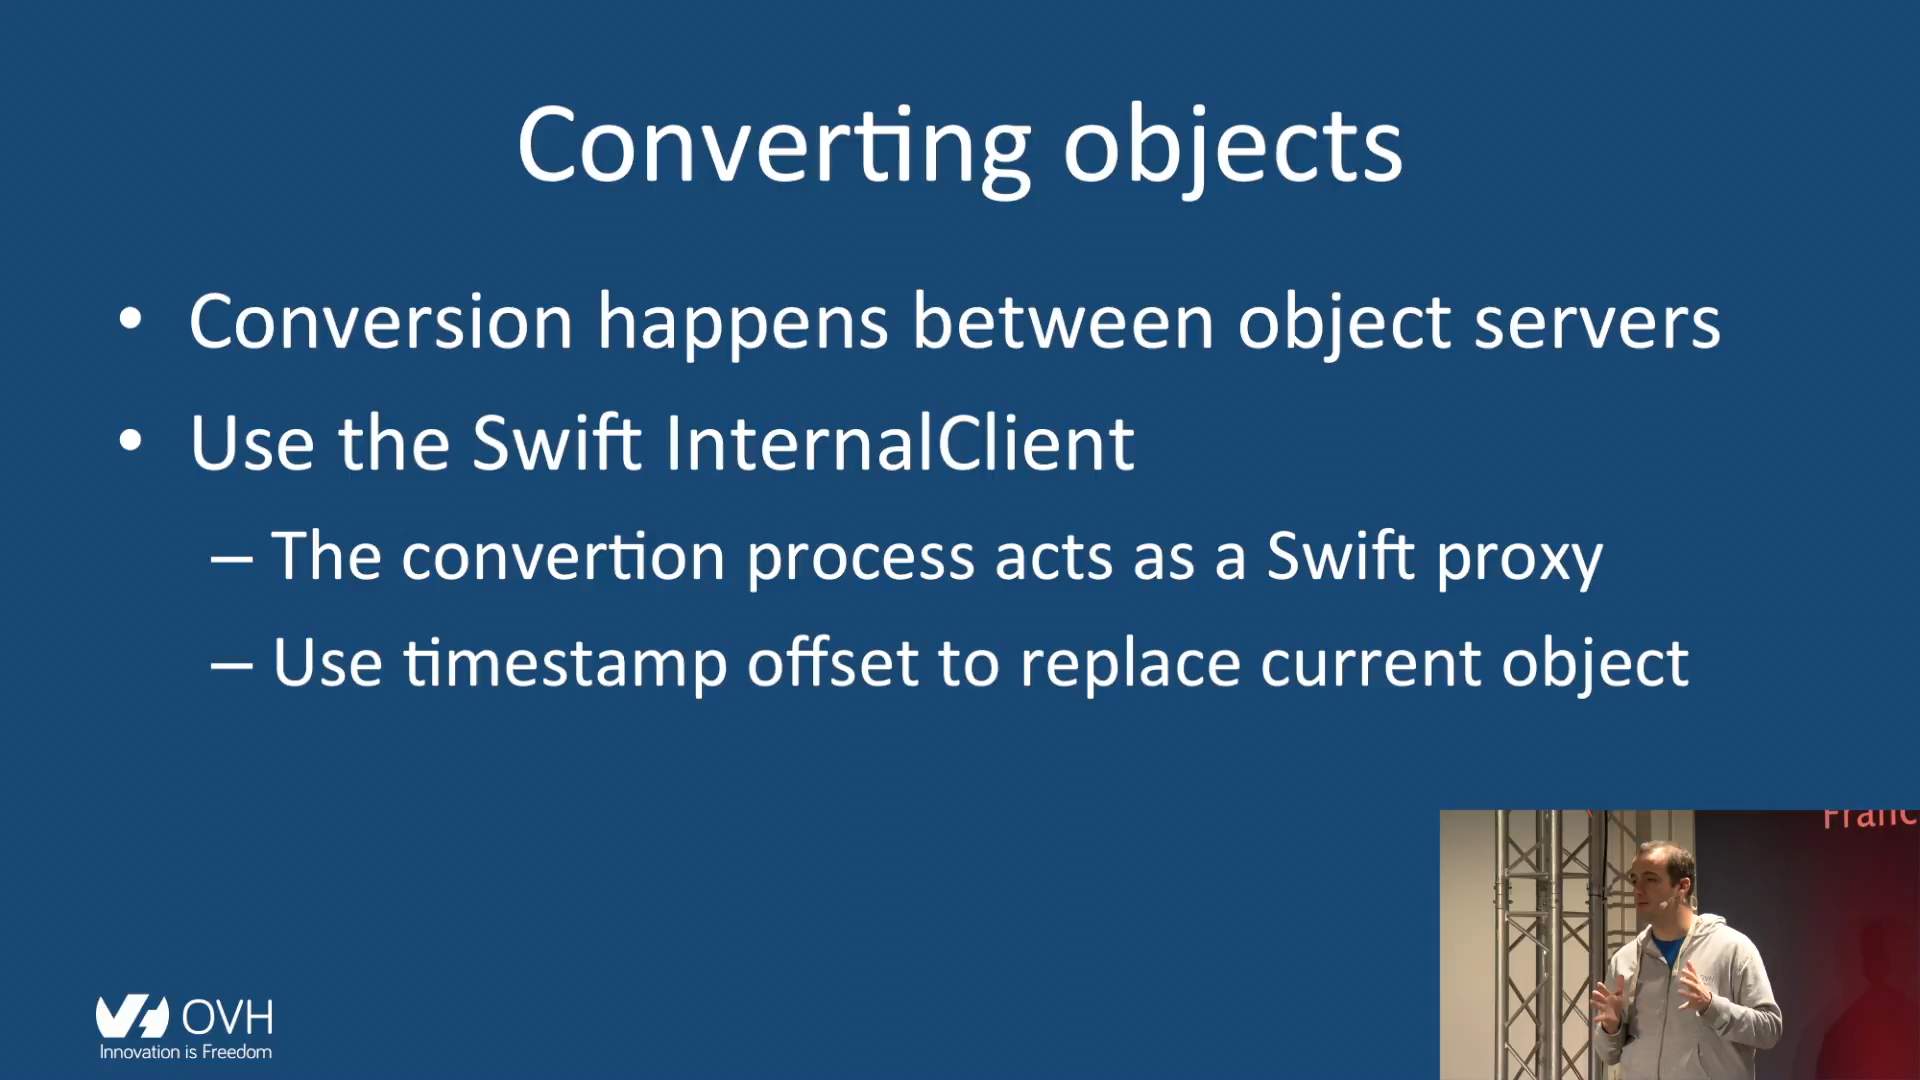 Converting objects
• Conversion happens between object servers
• Use the Swift InternalClient
– The convertion process acts as a Swift proxy
– Use timestamp offset to replace current object
Franc
OVH
Innovation is Freedom